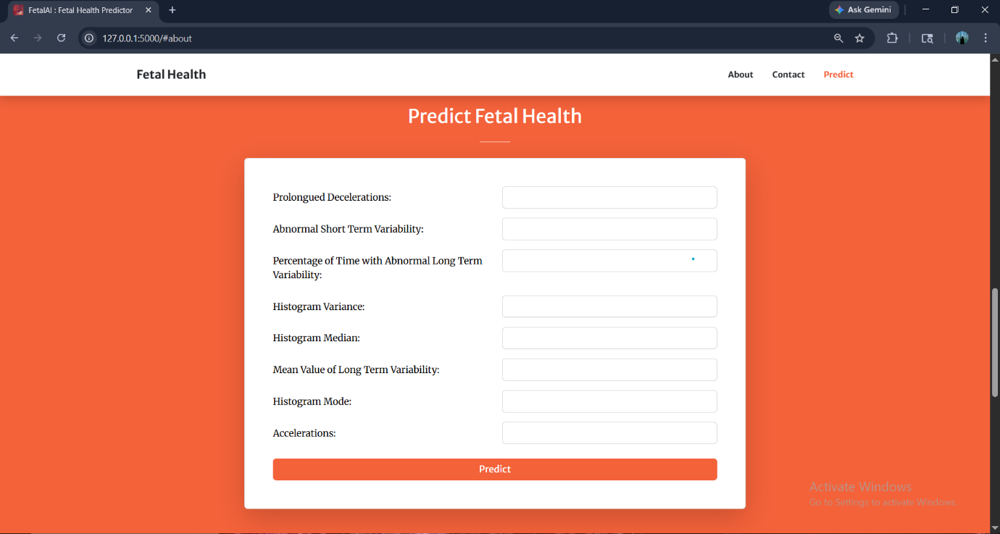 FetalAI : Fetal Health Predictor
Ask Gemini
127.0.0.1:5000/#about
Fetal Health
About Contact Predict
Predict Fetal Health
Prolongued Decelerations:
Abnormal Short Term Variability:
Percentage of Time with Abnormal Long Term
Variability:
Histogram Variance:
Histogram Median:
Mean Value of Long Term Variability:
Histogram Mode:
Accelerations:
Predict
Activate Windows
Go to Settings to activate Windows.